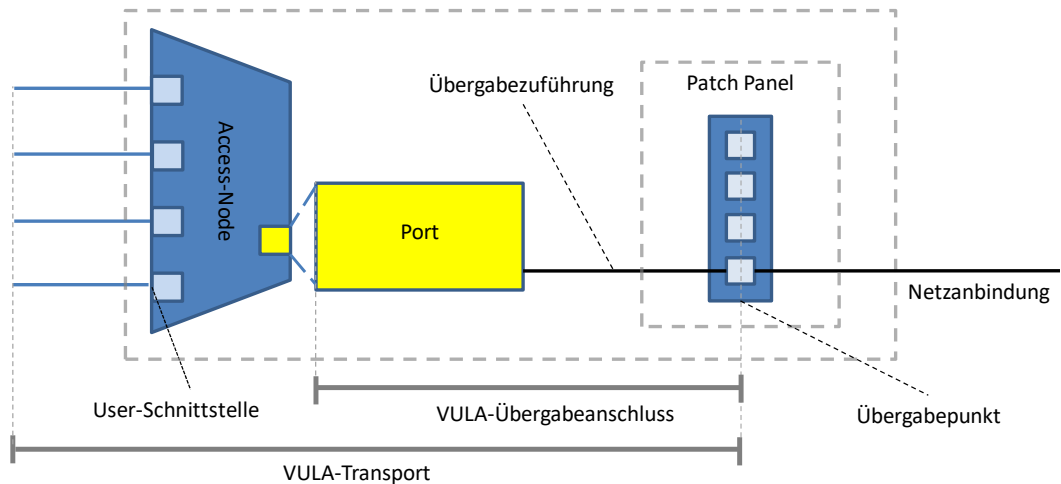 Übergabezuführung
Patch Panel
Access-Node
Port
Netzanbindung
User-Schnittstelle
VULA-Übergabeanschluss
Übergabepunkt
VULA-Transport